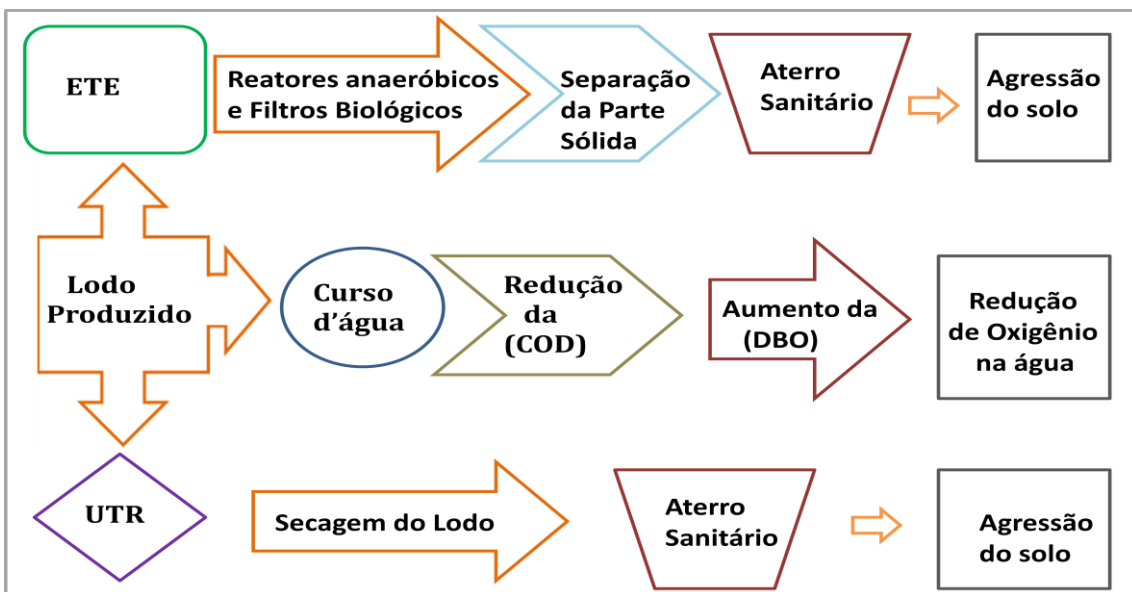 ETE
Reatores anaeróbicos
e Filtros Biológicos
Separação
da Parte
Sólida
Aterro
Sanitário
Agressão
do solo
Lodo
Produzido
Curso
d’água
Redução
da
(COD)
Aumento da
(DBO)
Redução
de Oxigênio
na água
UTR
Secagem do Lodo
Aterro
Sanitário
Agressão
do solo